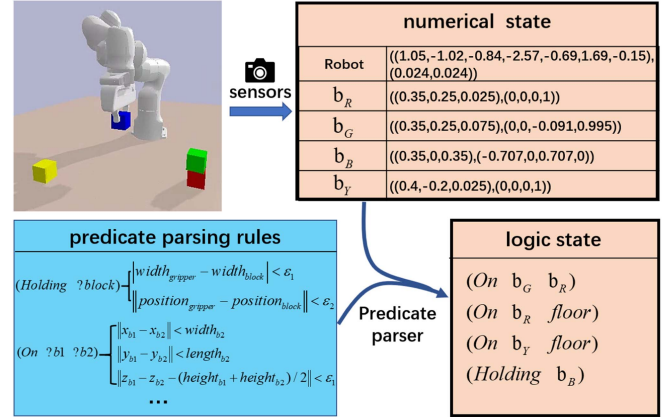 sensors
numerical state
Robot ((1.05,-1.02,-0.84,-2.57,-0.69,1.69,-0.15),
(0.024,0.024))
b_R ((0.35,0.25,0.025),(0,0,0,1))
b_G ((0.35,0.25,0.075),(0,0,-0.091,0.995))
b_B ((0.35,0,0.35),(-0.707,0,0.707,0))
b_Y ((0.4,-0.2,0.025),(0,0,0,1))
predicate parsing rules
(Holding ?block)
|width_gripper − width_block| < ε_1
‖position_gripper − position_block‖ < ε_2
(On ?b1 ?b2)
‖x_b1 − x_b2‖ < width_b2
‖y_b1 − y_b2‖ < length_b2
‖z_b1 − z_b2 − (height_b1 + height_b2) / 2‖ < ε_1
•••
Predicate
parser
logic state
(On b_G b_R)
(On b_R floor)
(On b_Y floor)
(Holding b_B)